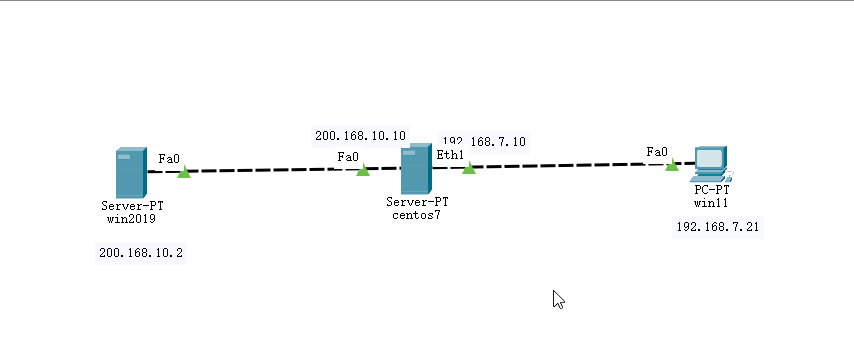 200.168.10.10
192.168.7.10
Fa0
Fa0
Eth1
Fa0
Server-PT
win2019
Server-PT
centos7
PC-PT
win11
200.168.10.2
192.168.7.21